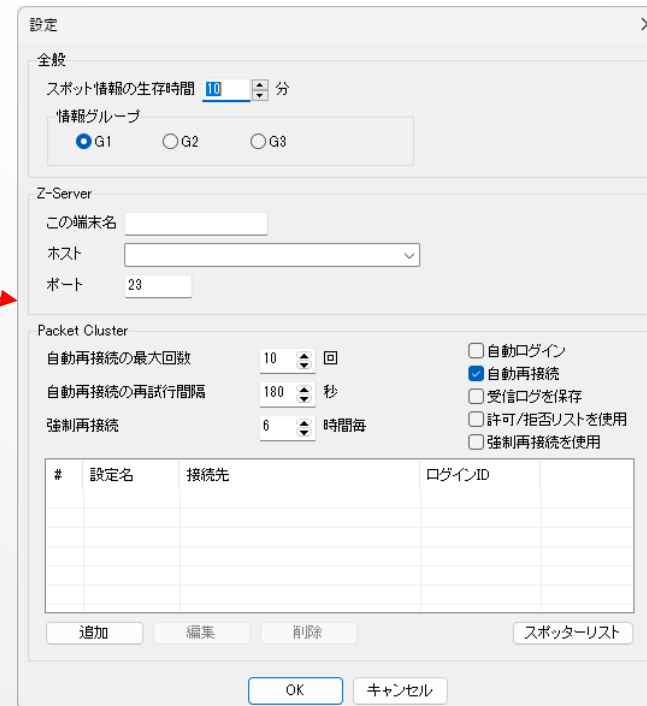 設定
全般
スポット情報の生存時間 10 分
情報グループ
G1 G2 G3
Z-Server
この端末名
ホスト
ポート 23
Packet Cluster
自動再接続の最大回数 10 回
自動再接続の再試行間隔 180 秒
強制再接続 6 時間毎
自動ログイン
自動再接続
受信ログを保存
許可/拒否リストを使用
強制再接続を使用
# 設定名 接続先 ログインID
追加 編集 削除 スポッターリスト
OK キャンセル